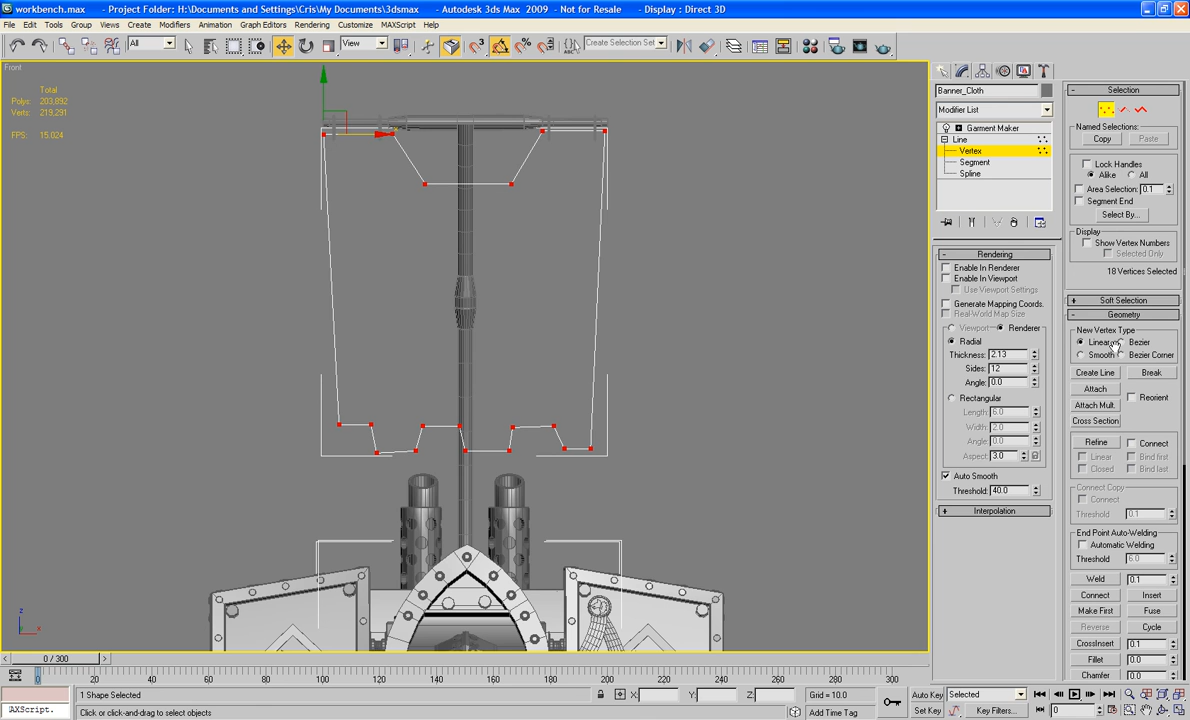 workbench.max - Project Folder: H:\Documents and Settings\Cris\My Documents\3dsmax - Autodesk 3ds Max 2009 - Not for Resale - Display : Direct 3D
File Edit Tools Group Views Create Modifiers Animation Graph Editors Rendering Customize MAXScript Help
All View Create Selection Set
Front
Total
Polys: 203,892
Verts: 219,291
FPS: 15.024
Banner_Cloth
Modifier List
Garment Maker
Line
Vertex
Segment
Spline
Rendering
Enable In Renderer
Enable In Viewport
Use Viewport Settings
Generate Mapping Coords.
Real-World Map Size
Viewport Renderer
Radial
Thickness: 2.13
Sides: 12
Angle: 0.0
Rectangular
Length: 6.0
Width: 2.0
Angle: 0.0
Aspect: 3.0
Auto Smooth
Threshold: 40.0
Interpolation
Selection
Named Selections:
Copy Paste
Lock Handles
Alike All
Area Selection: 0.1
Segment End
Select By...
Display
Show Vertex Numbers
Selected Only
18 Vertices Selected
Soft Selection
Geometry
New Vertex Type
Linear Bezier
Smooth Bezier Corner
Create Line Break
Attach
Reorient
Attach Mult.
Cross Section
Refine Connect
Linear Bind first
Closed Bind last
Connect Copy
Connect
Threshold 0.1
End Point Auto-Welding
Automatic Welding
Threshold 6.0
Weld 0.1
Connect Insert
Make First Fuse
Reverse Cycle
CrossInsert 0.1
Fillet 0.0
Chamfer 0.0
z
x
0 / 300
0 20 40 60 80 100 120 140 160 180 200 220 240 260 280 300
1 Shape Selected X: Y: Z: Grid = 10.0 Auto Key Selected
AXScript. Click or click-and-drag to select objects Add Time Tag Set Key Key Filters... 0